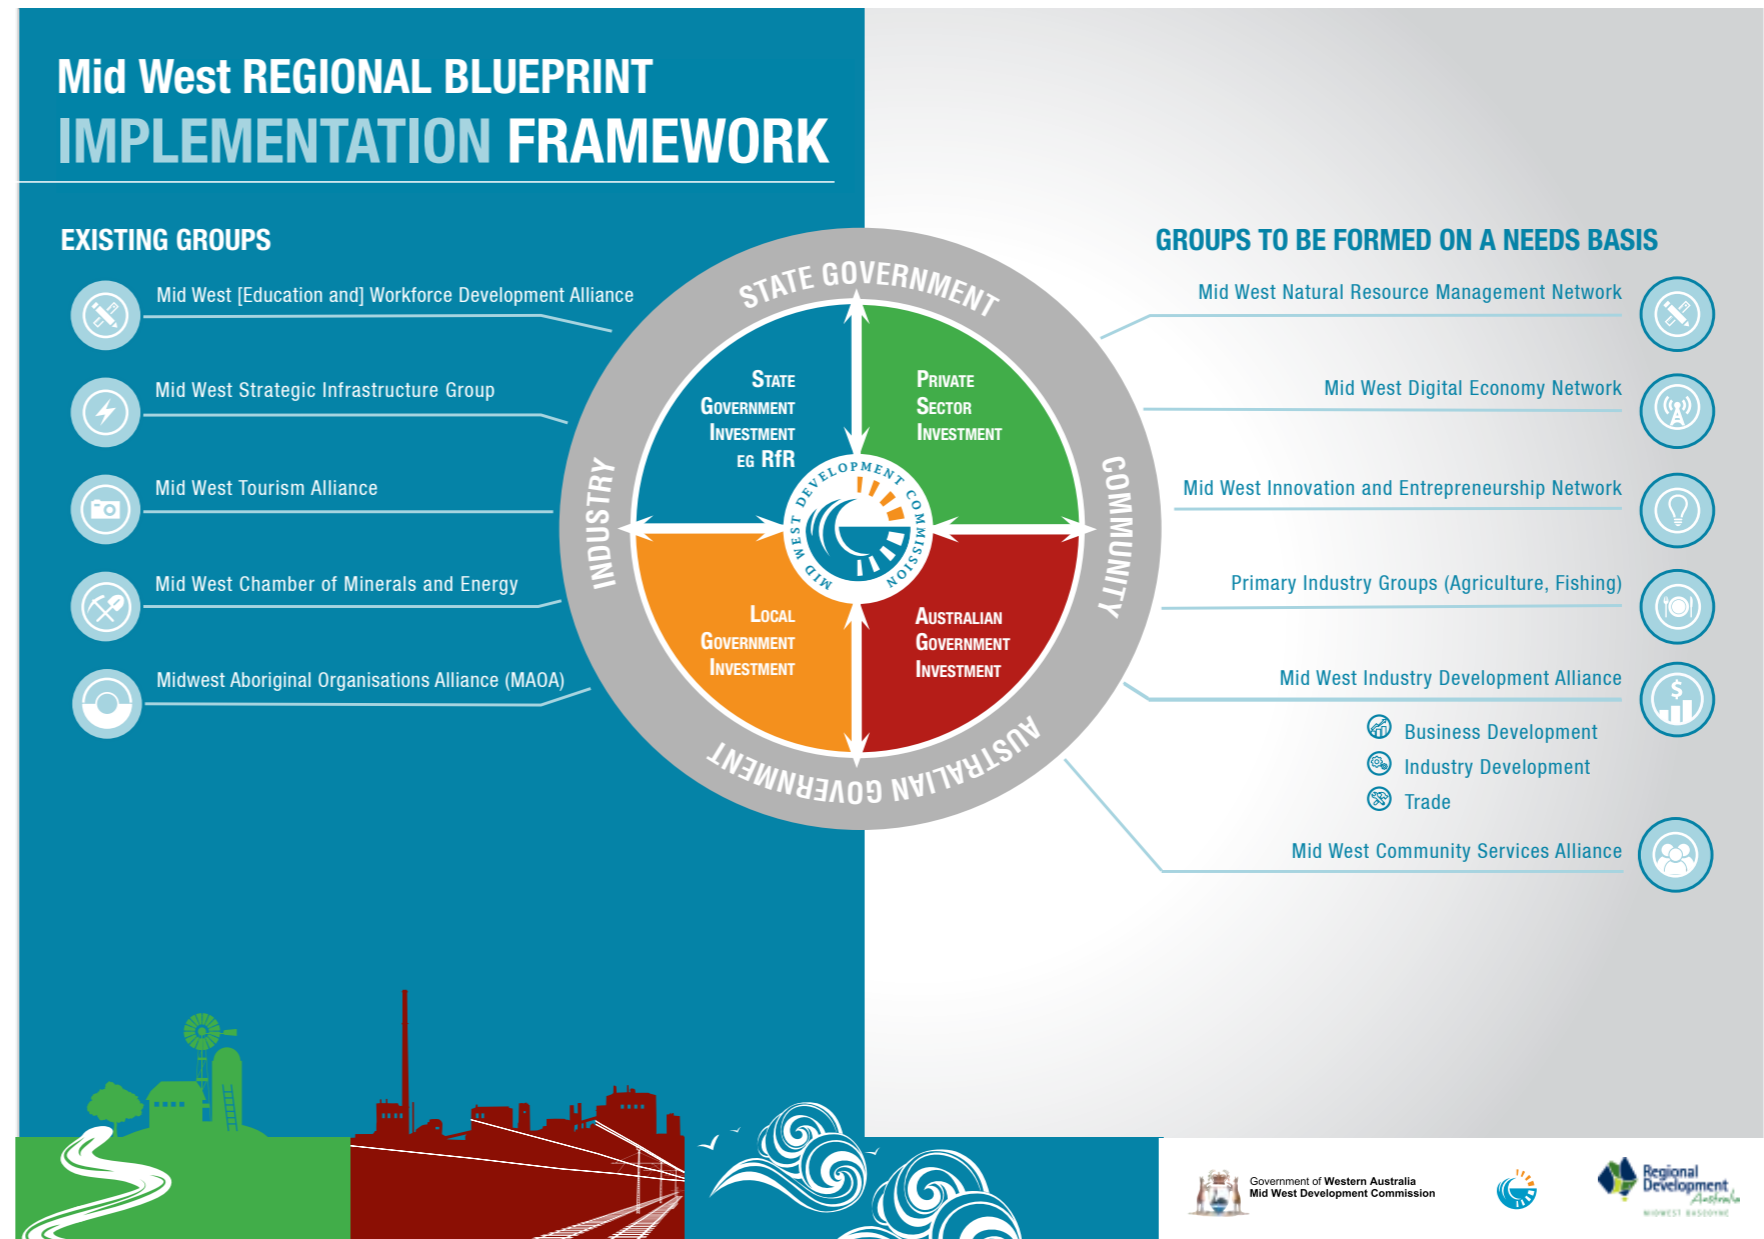 Mid West REGIONAL BLUEPRINT
IMPLEMENTATION FRAMEWORK
EXISTING GROUPS
Mid West [Education and] Workforce Development Alliance
Mid West Strategic Infrastructure Group
Mid West Tourism Alliance
Mid West Chamber of Minerals and Energy
Midwest Aboriginal Organisations Alliance (MAOA)
STATE GOVERNMENT
INDUSTRY
COMMUNITY
AUSTRALIAN GOVERNMENT
STATE
GOVERNMENT
INVESTMENT
EG RfR
PRIVATE
SECTOR
INVESTMENT
MID WEST DEVELOPMENT COMMISSION
LOCAL
GOVERNMENT
INVESTMENT
AUSTRALIAN
GOVERNMENT
INVESTMENT
GROUPS TO BE FORMED ON A NEEDS BASIS
Mid West Natural Resource Management Network
Mid West Digital Economy Network
Mid West Innovation and Entrepreneurship Network
Primary Industry Groups (Agriculture, Fishing)
Mid West Industry Development Alliance
$
Business Development
Industry Development
Trade
Mid West Community Services Alliance
Government of Western Australia
Mid West Development Commission
Regional
Development
Australia
MIDWEST GASCOYNE